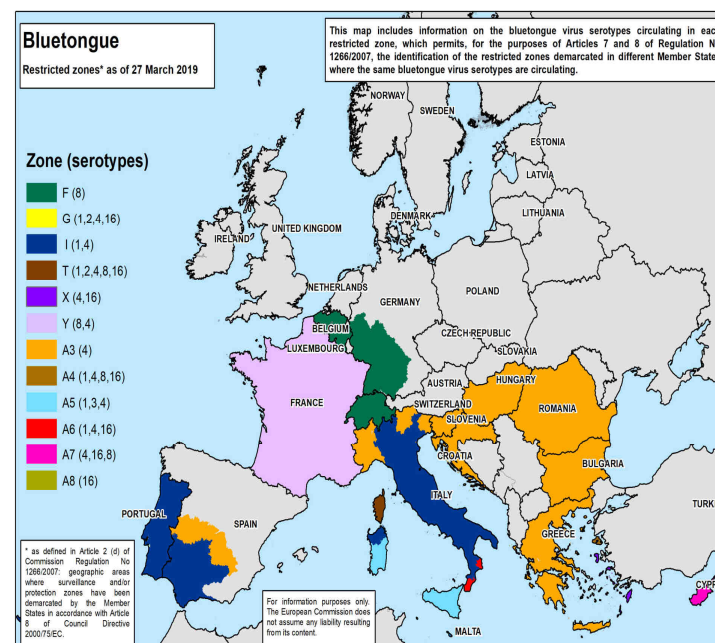 Bluetongue
Restricted zones* as of 27 March 2019
This map includes information on the bluetongue virus serotypes circulating in eac
restricted zone, which permits, for the purposes of Articles 7 and 8 of Regulation N
1266/2007, the identification of the restricted zones demarcated in different Member State
where the same bluetongue virus serotypes are circulating.
Zone (serotypes)
F (8)
G (1,2,4,16)
I (1,4)
T (1,2,4,8,16)
X (4,16)
Y (8,4)
A3 (4)
A4 (1,4,8,16)
A5 (1,3,4)
A6 (1,4,16)
A7 (4,16,8)
A8 (16)
NORWAY
SWEDEN
ESTONIA
LATVIA
LITHUANIA
DENMARK
IRELAND
UNITED KINGDOM
NETHERLANDS
GERMANY
POLAND
BELGIUM
LUXEMBOURG
CZECH REPUBLIC
SLOVAKIA
AUSTRIA
HUNGARY
SWITZERLAND
FRANCE
SLOVENIA
ROMANIA
CROATIA
BULGARIA
ITALY
PORTUGAL
SPAIN
GREECE
TURK
CYP
MALTA
* as defined in Article 2 (d) of
Commission Regulation No
1266/2007: geographic areas
where surveillance and/or
protection zones have been
demarcated by the Member
States in accordance with Article
8 of Council Directive
2000/75/EC.
For information purposes only.
The European Commission does
not assume any liability resulting
from its content.